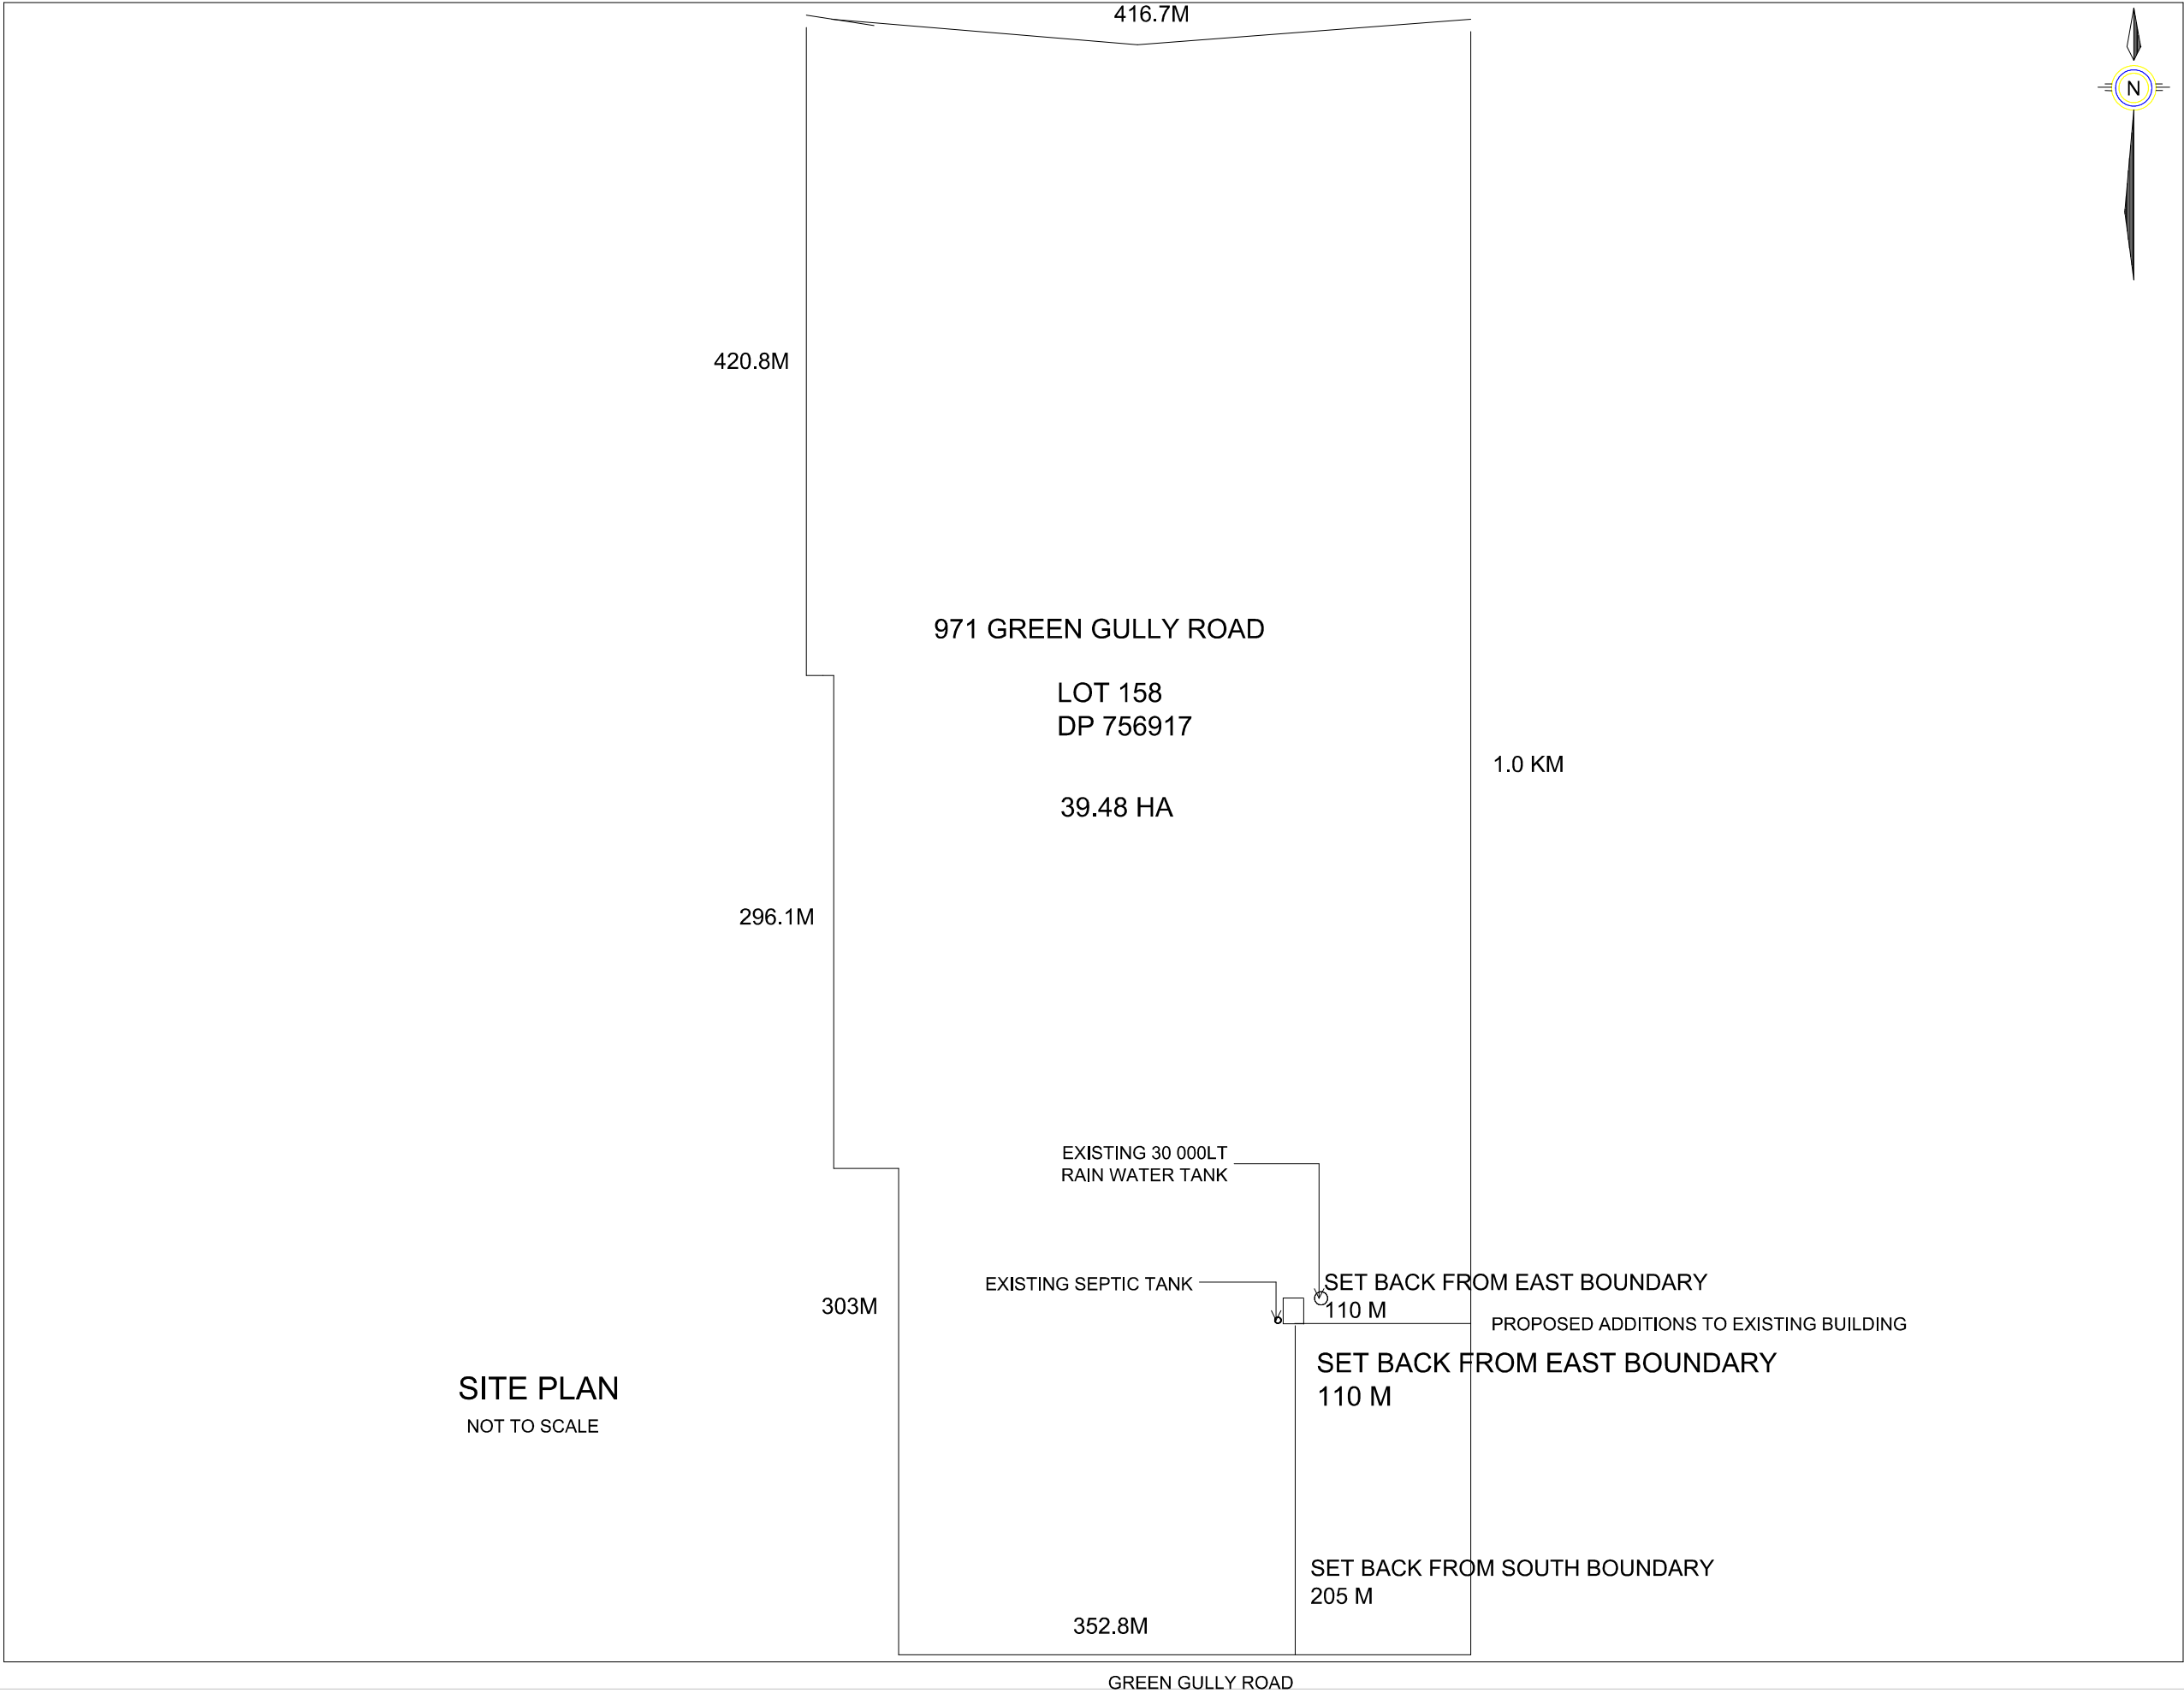 416.7M
N
420.8M
971 GREEN GULLY ROAD
LOT 158
DP 756917
1.0 KM
39.48 HA
296.1M
EXISTING 30 000LT
RAIN WATER TANK
EXISTING SEPTIC TANK
SET BACK FROM EAST BOUNDARY
110 M
303M
PROPOSED ADDITIONS TO EXISTING BUILDING
SET BACK FROM EAST BOUNDARY
110 M
SITE PLAN
NOT TO SCALE
SET BACK FROM SOUTH BOUNDARY
205 M
352.8M
GREEN GULLY ROAD